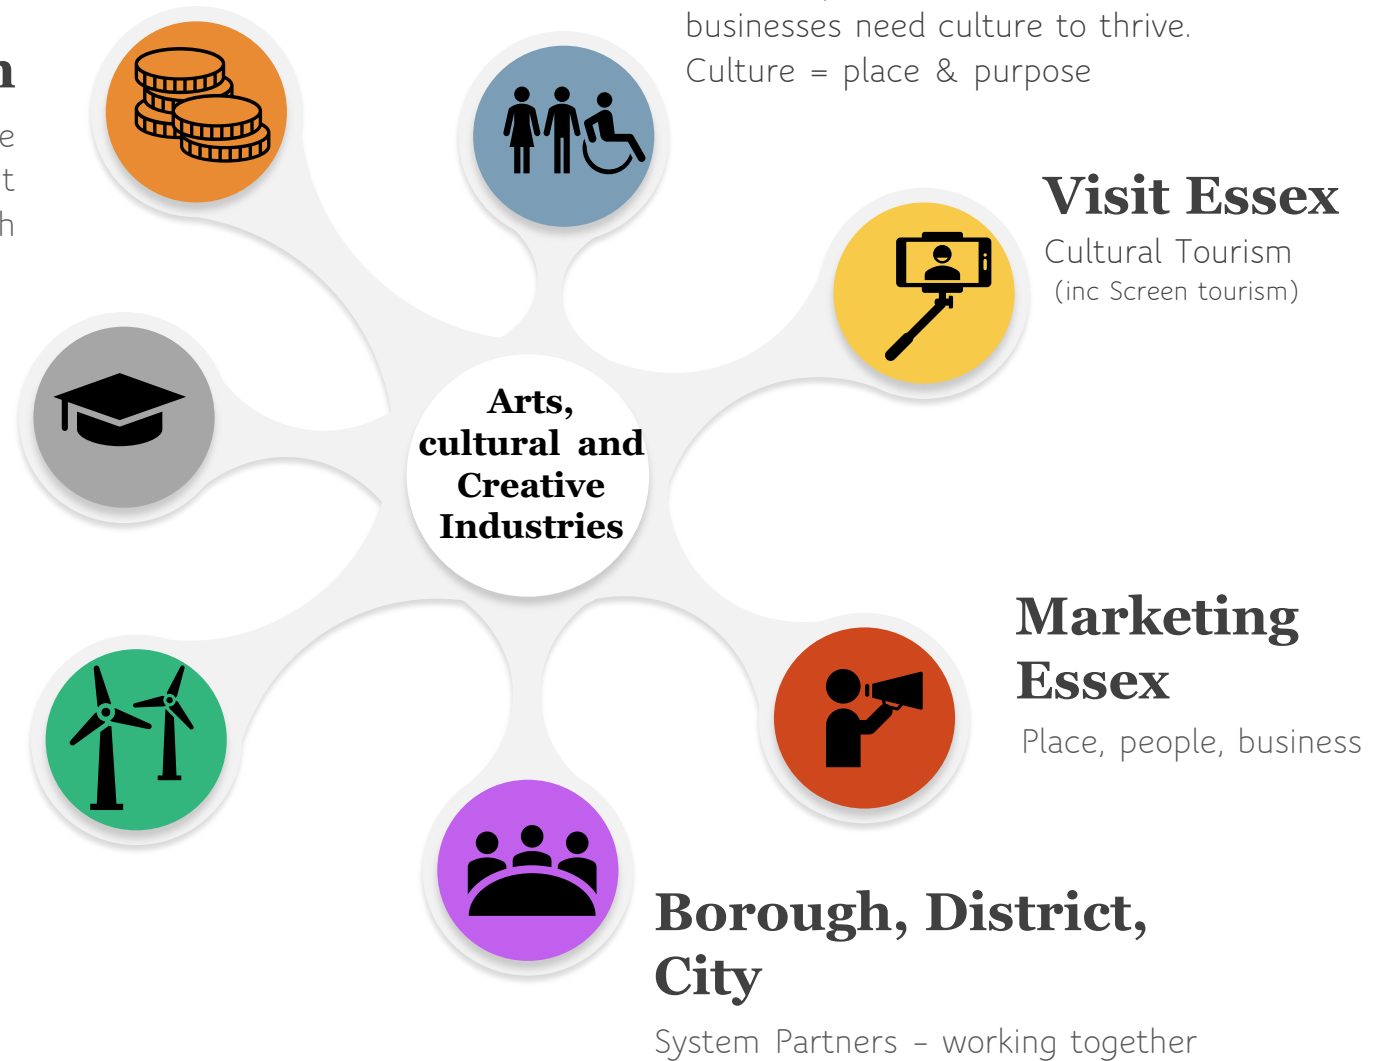 businesses need culture to thrive.
Culture = place & purpose
Visit Essex
Cultural Tourism
(inc Screen tourism)
Arts,
cultural and
Creative
Industries
Marketing
Essex
Place, people, business
Borough, District,
City
System Partners – working together